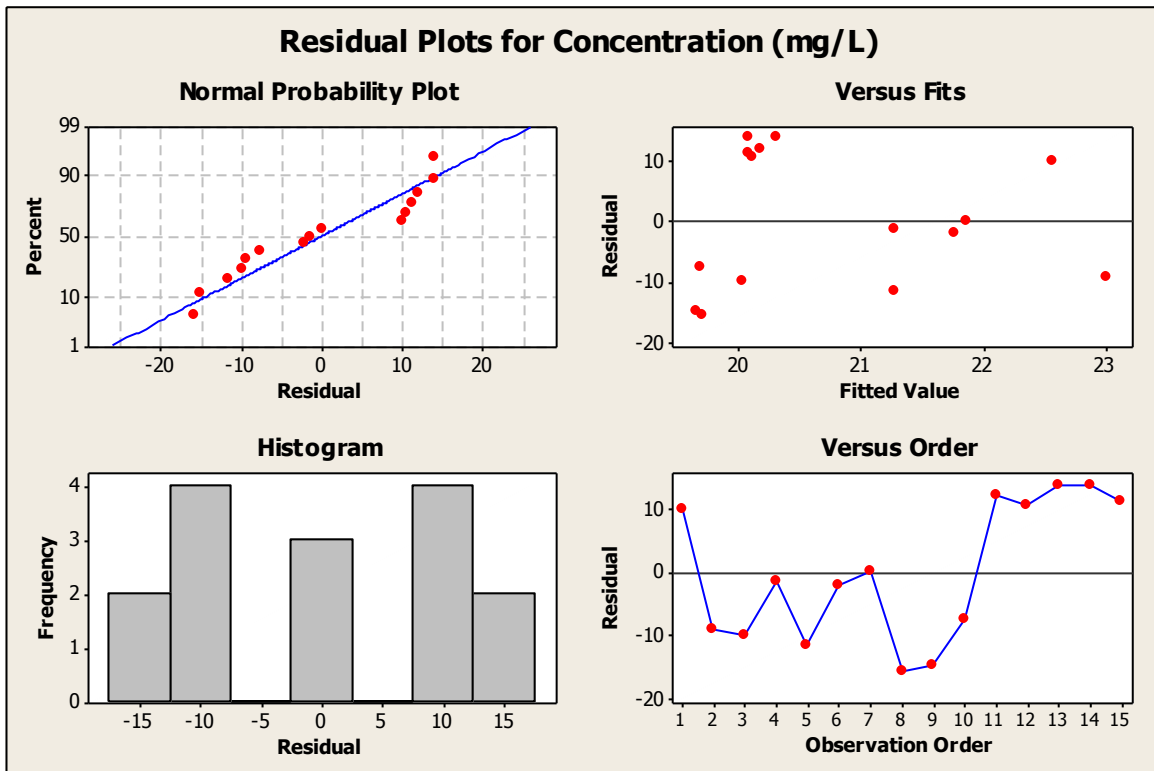 Residual Plots for Concentration (mg/L)
Normal Probability Plot
Percent
99
90
50
10
1
-20 -10 0 10 20
Residual
Versus Fits
Residual
10
0
-10
-20
20 21 22 23
Fitted Value
Histogram
Frequency
4
3
2
1
0
-15 -10 -5 0 5 10 15
Residual
Versus Order
Residual
10
0
-10
-20
1 2 3 4 5 6 7 8 9 10 11 12 13 14 15
Observation Order